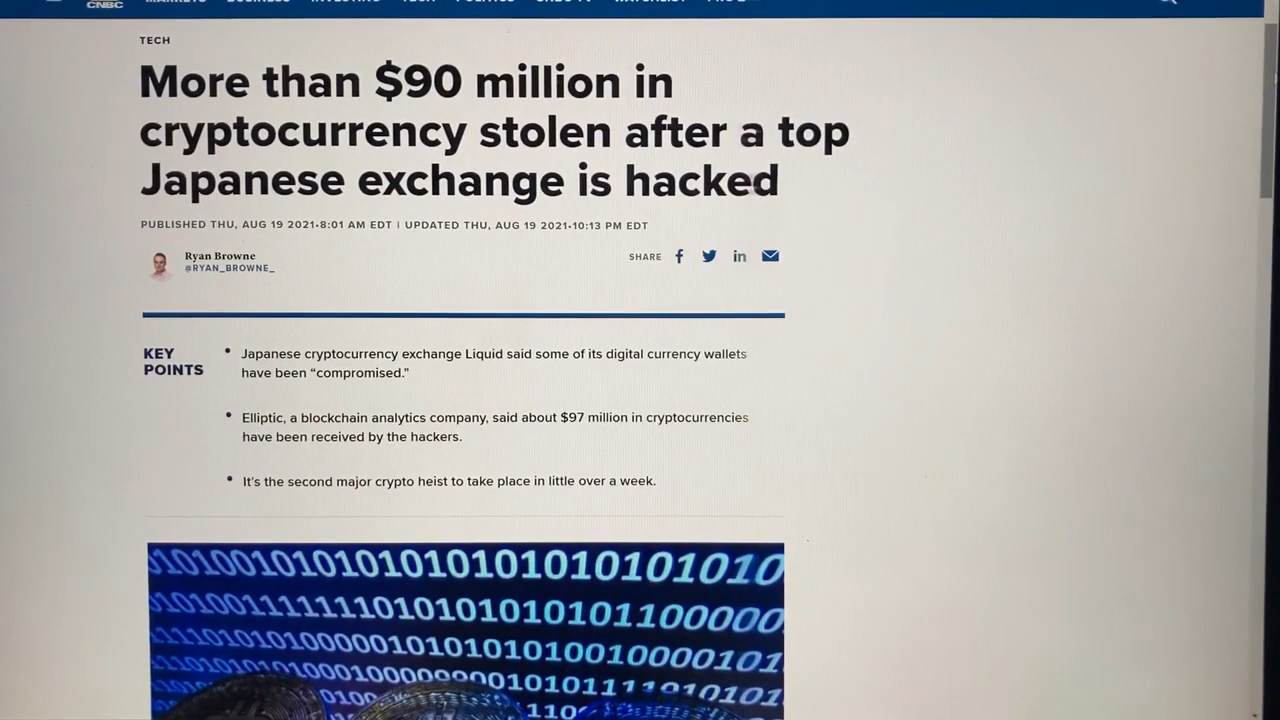 CNBC
TECH
More than $90 million in
cryptocurrency stolen after a top
Japanese exchange is hacked
PUBLISHED THU, AUG 19 2021•8:01 AM EDT | UPDATED THU, AUG 19 2021•10:13 PM EDT
Ryan Browne
@RYAN_BROWNE_
SHARE
KEY
POINTS
• Japanese cryptocurrency exchange Liquid said some of its digital currency wallets
have been “compromised.”
• Elliptic, a blockchain analytics company, said about $97 million in cryptocurrencies
have been received by the hackers.
• It’s the second major crypto heist to take place in little over a week.